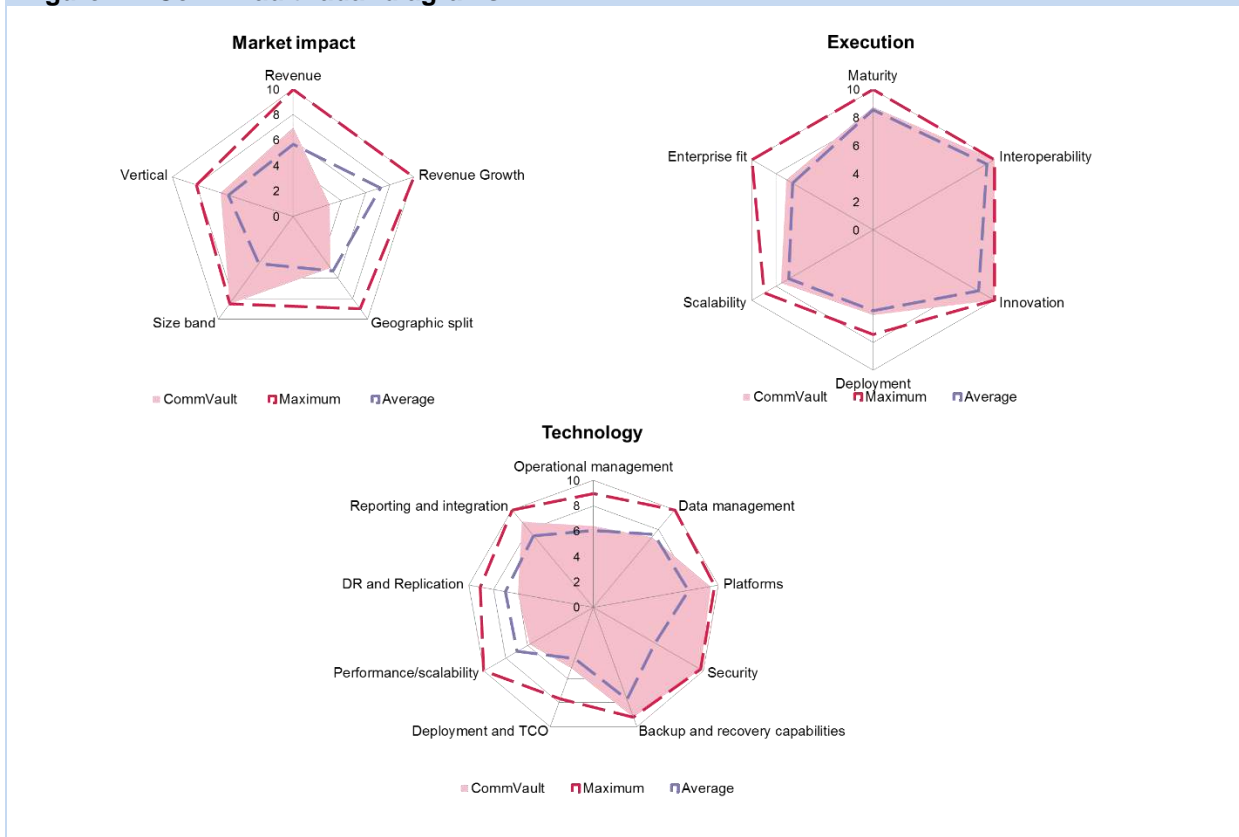 Market impact
Revenue
10
8
6
4
2
0
Revenue Growth
Geographic split
Size band
Vertical
CommVault Maximum Average
Execution
Maturity
10
8
6
4
2
0
Interoperability
Innovation
Deployment
Scalability
Enterprise fit
CommVault Maximum Average
Technology
Operational management
10
8
6
4
2
0
Data management
Platforms
Security
Backup and recovery capabilities
Deployment and TCO
Performance/scalability
DR and Replication
Reporting and integration
CommVault Maximum Average